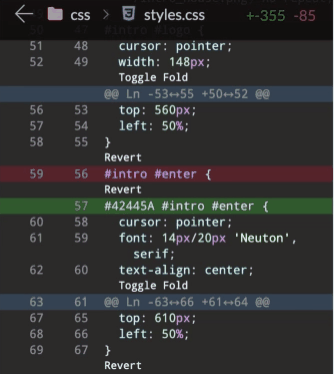 css > styles.css +-355 -85
#intro #logo {
51 48 cursor: pointer;
52 49 width: 148px;
Toggle Fold
@@ Ln -53↔55 +50↔52 @@
56 53 top: 560px;
57 54 left: 50%;
58 55 }
Revert
59 56 #intro #enter {
Revert
57 #42445A #intro #enter {
60 58 cursor: pointer;
61 59 font: 14px/20px 'Neuton',
serif;
62 60 text-align: center;
Toggle Fold
63 61 @@ Ln -63↔66 +61↔64 @@
67 65 top: 610px;
68 66 left: 50%;
69 67 }
Revert